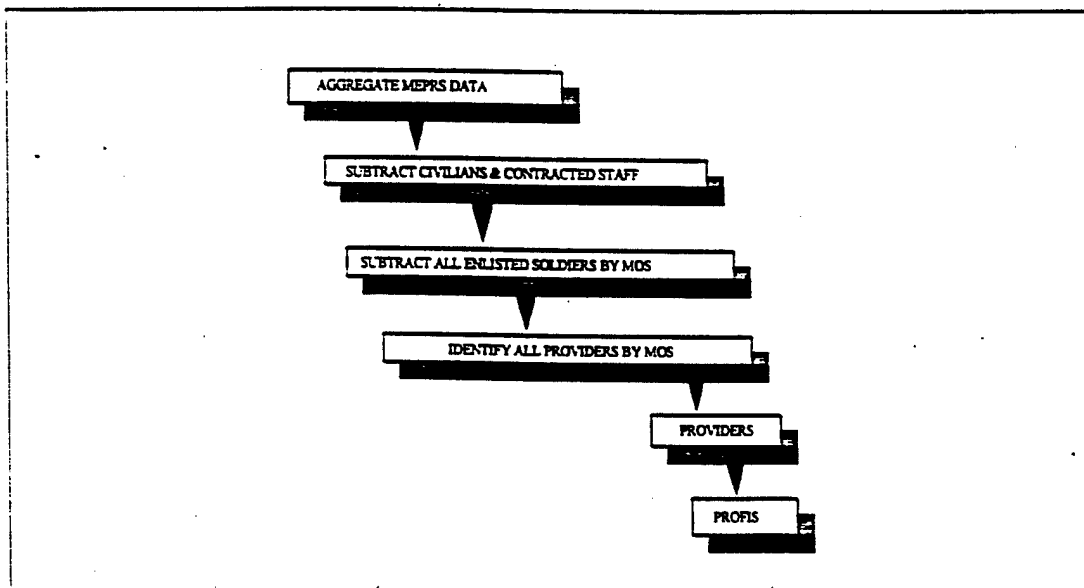 AGGREGATE MEPRS DATA
SUBTRACT CIVILIANS & CONTRACTED STAFF
SUBTRACT ALL ENLISTED SOLDIERS BY MOS
IDENTIFY ALL PROVIDERS BY MOS
PROVIDERS
PROFIS